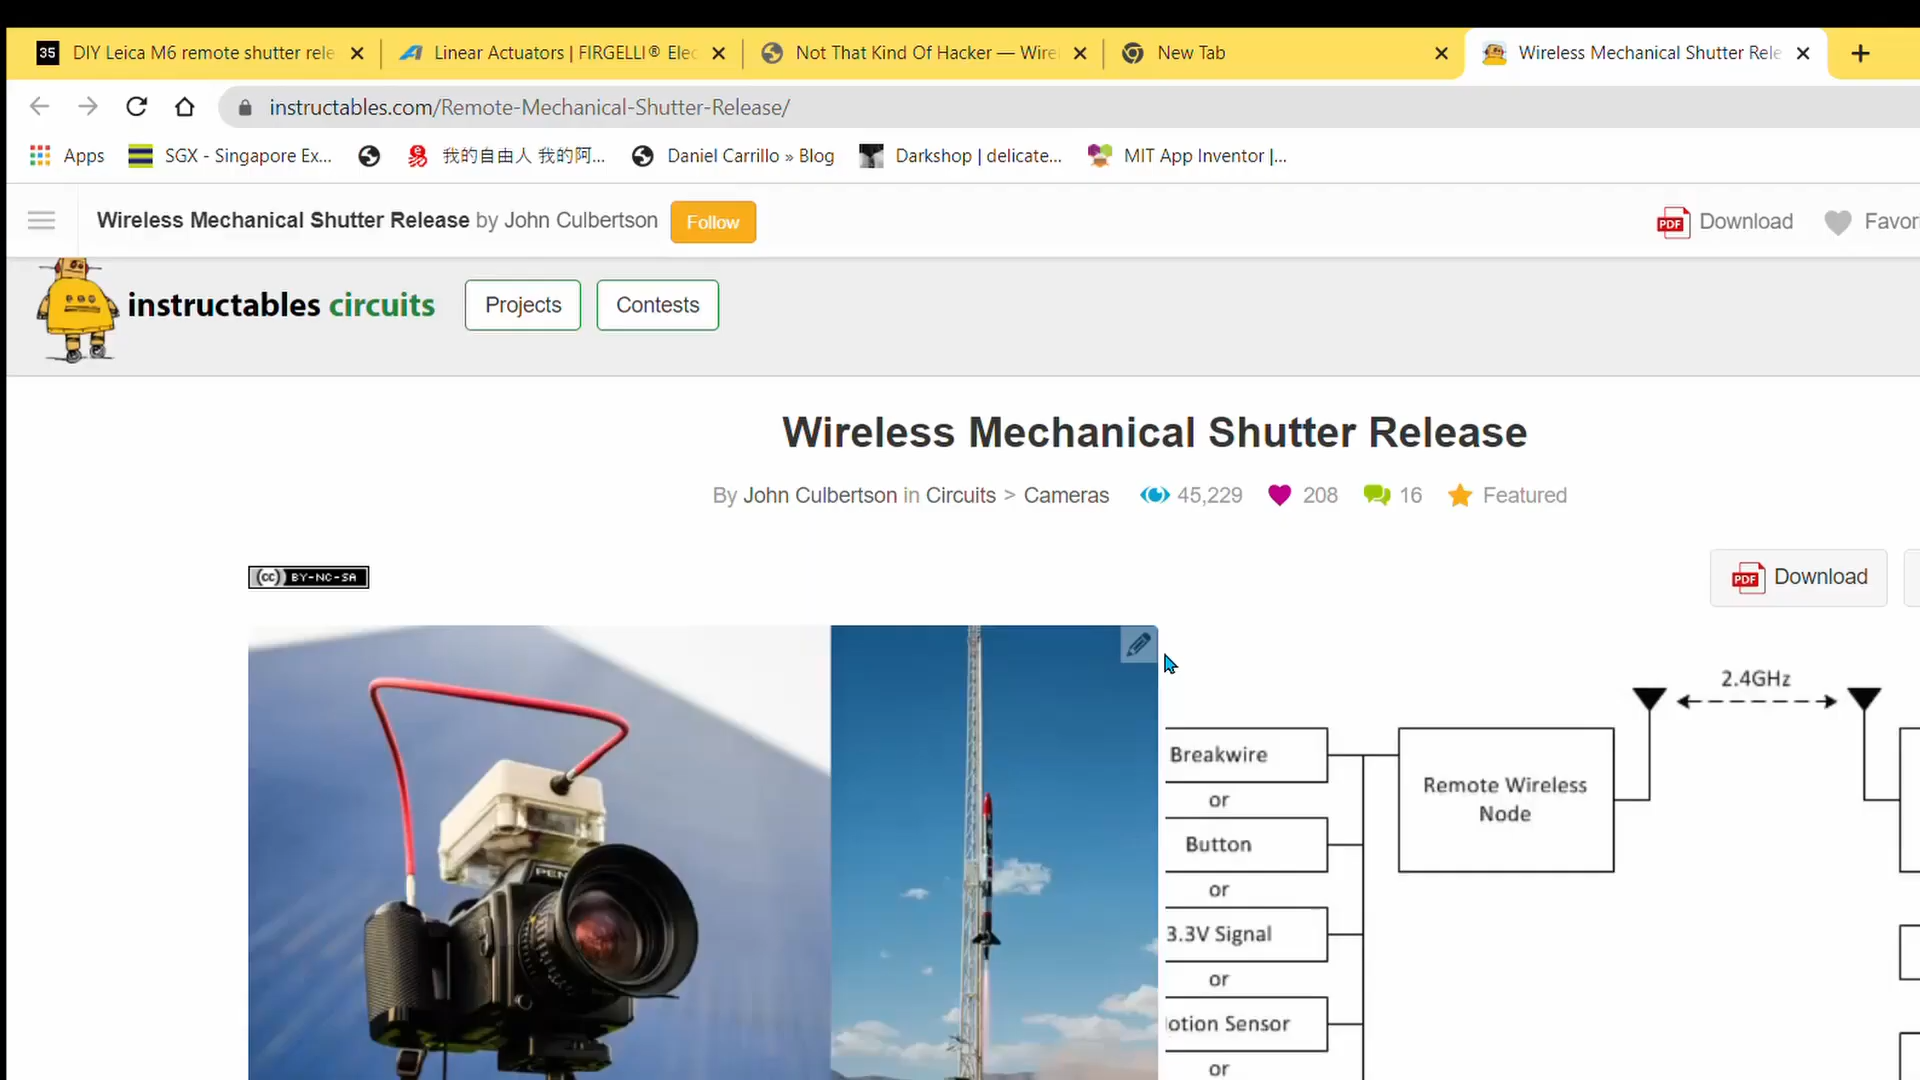 35 DIY Leica M6 remote shutter rele
Linear Actuators | FIRGELLI® Elec
Not That Kind Of Hacker — Wire
New Tab
Wireless Mechanical Shutter Rele
instructables.com/Remote-Mechanical-Shutter-Release/
Apps
SGX - Singapore Ex...
我的自由人 我的阿...
Daniel Carrillo » Blog
Darkshop | delicate...
MIT App Inventor |...
Wireless Mechanical Shutter Release by John Culbertson
Follow
PDF Download
Favor
instructables circuits
Projects
Contests
Wireless Mechanical Shutter Release
By John Culbertson in Circuits > Cameras 45,229 208 16 Featured
(cc) BY-NC-SA
PDF Download
PEN
2.4GHz
Breakwire
or
Button
or
3.3V Signal
or
otion Sensor
or
Remote Wireless
Node